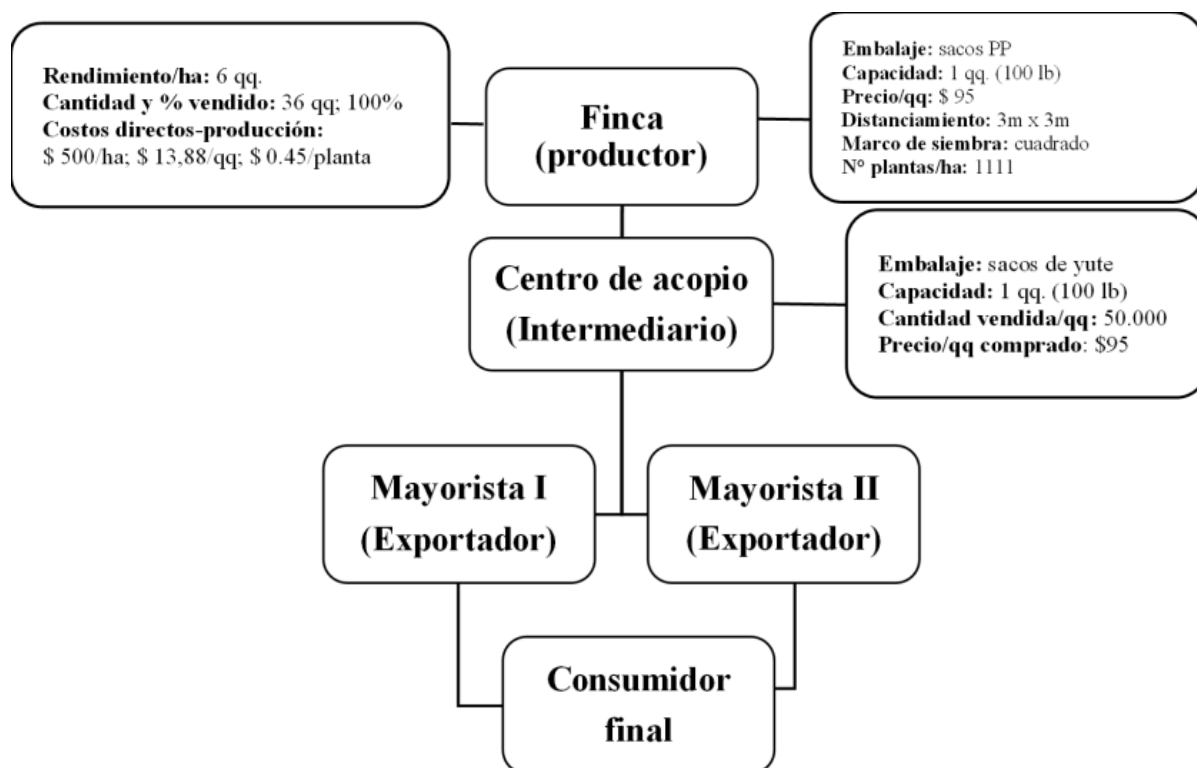 Rendimiento/ha: 6 qq.
Cantidad y % vendido: 36 qq; 100%
Costos directos-producción:
$ 500/ha; $ 13,88/qq; $ 0.45/planta
Finca
(productor)
Embalaje: sacos PP
Capacidad: 1 qq. (100 lb)
Precio/qq: $ 95
Distanciamiento: 3m x 3m
Marco de siembra: cuadrado
N° plantas/ha: 1111
Centro de acopio
(Intermediario)
Embalaje: sacos de yute
Capacidad: 1 qq. (100 lb)
Cantidad vendida/qq: 50.000
Precio/qq comprado: $95
Mayorista I
(Exportador)
Mayorista II
(Exportador)
Consumidor
final